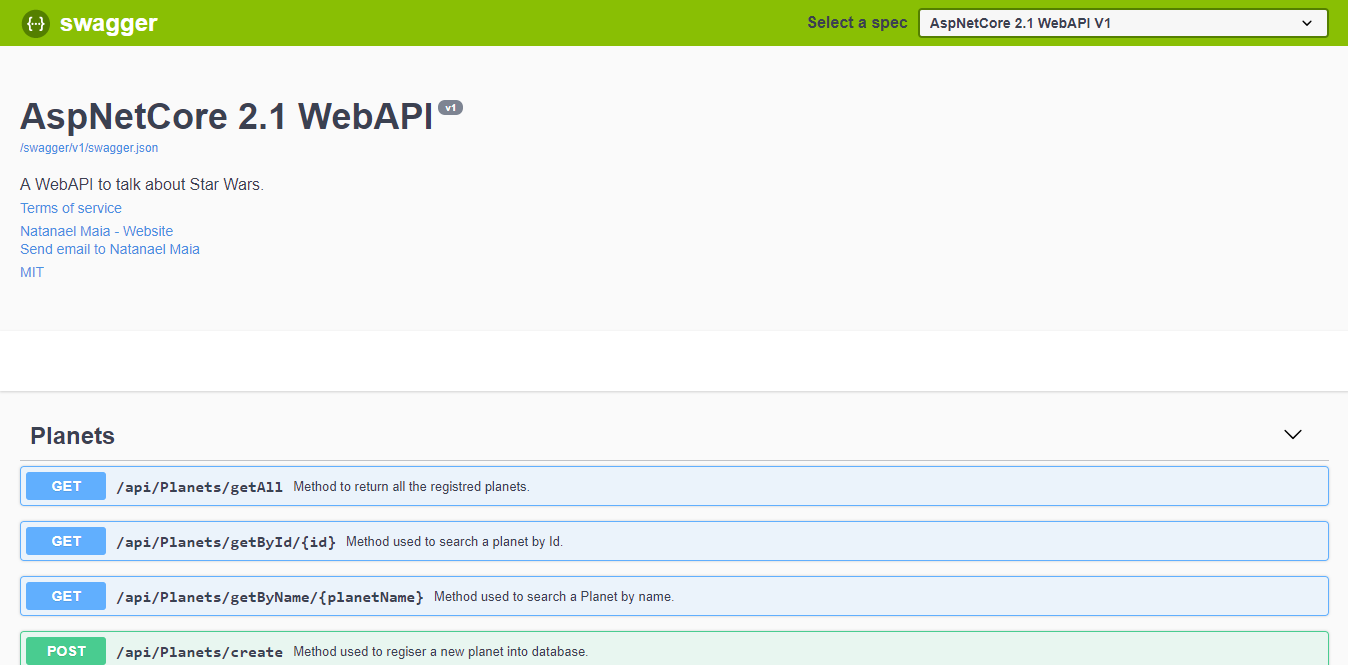 {···} swagger Select a spec AspNetCore 2.1 WebAPI V1
AspNetCore 2.1 WebAPI v1
/swagger/v1/swagger.json
A WebAPI to talk about Star Wars.
Terms of service
Natanael Maia - Website
Send email to Natanael Maia
MIT
Planets
GET /api/Planets/getAll Method to return all the registred planets.
GET /api/Planets/getById/{id} Method used to search a planet by Id.
GET /api/Planets/getByName/{planetName} Method used to search a Planet by name.
POST /api/Planets/create Method used to regiser a new planet into database.